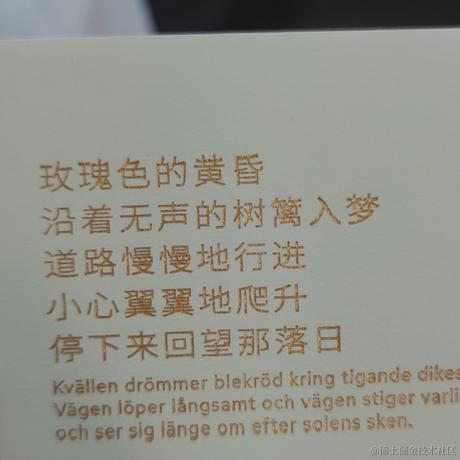 玫瑰色的黄昏
沿着无声的树篱入梦
道路慢慢地行进
小心翼翼地爬升
停下来回望那落日
Kvällen drömmer blekröd kring tigande dikes
Vägen löper långsamt och vägen stiger varli
och ser sig länge om efter solens sken.
@稀土掘金技术社区